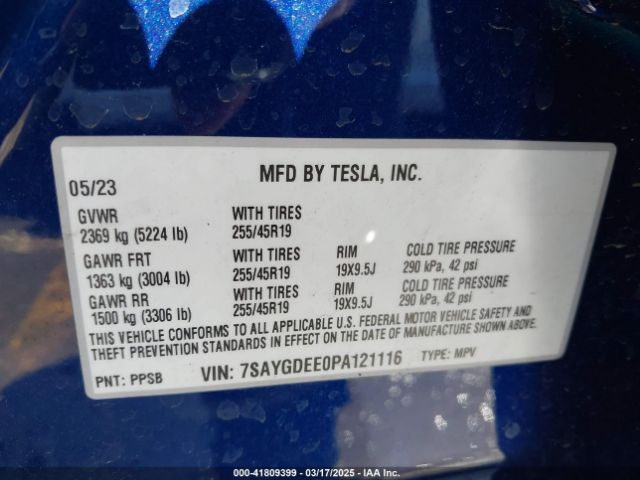 MFD BY TESLA, INC.
05/23
GVWR WITH TIRES
2369 kg (5224 lb) 255/45R19
GAWR FRT WITH TIRES RIM COLD TIRE PRESSURE
1363 kg (3004 lb) 255/45R19 19X9.5J 290 kPa, 42 psi
GAWR RR WITH TIRES RIM COLD TIRE PRESSURE
1500 kg (3306 lb) 255/45R19 19X9.5J 290 kPa, 42 psi
THIS VEHICLE CONFORMS TO ALL APPLICABLE U.S. FEDERAL MOTOR VEHICLE SAFETY AND
THEFT PREVENTION STANDARDS IN EFFECT ON THE DATE OF MANUFACTURE SHOWN ABOVE.
PNT: PPSB VIN: 7SAYGDEE0PA121116 TYPE: MPV
000-41809399 — 03/17/2025 — IAA Inc.